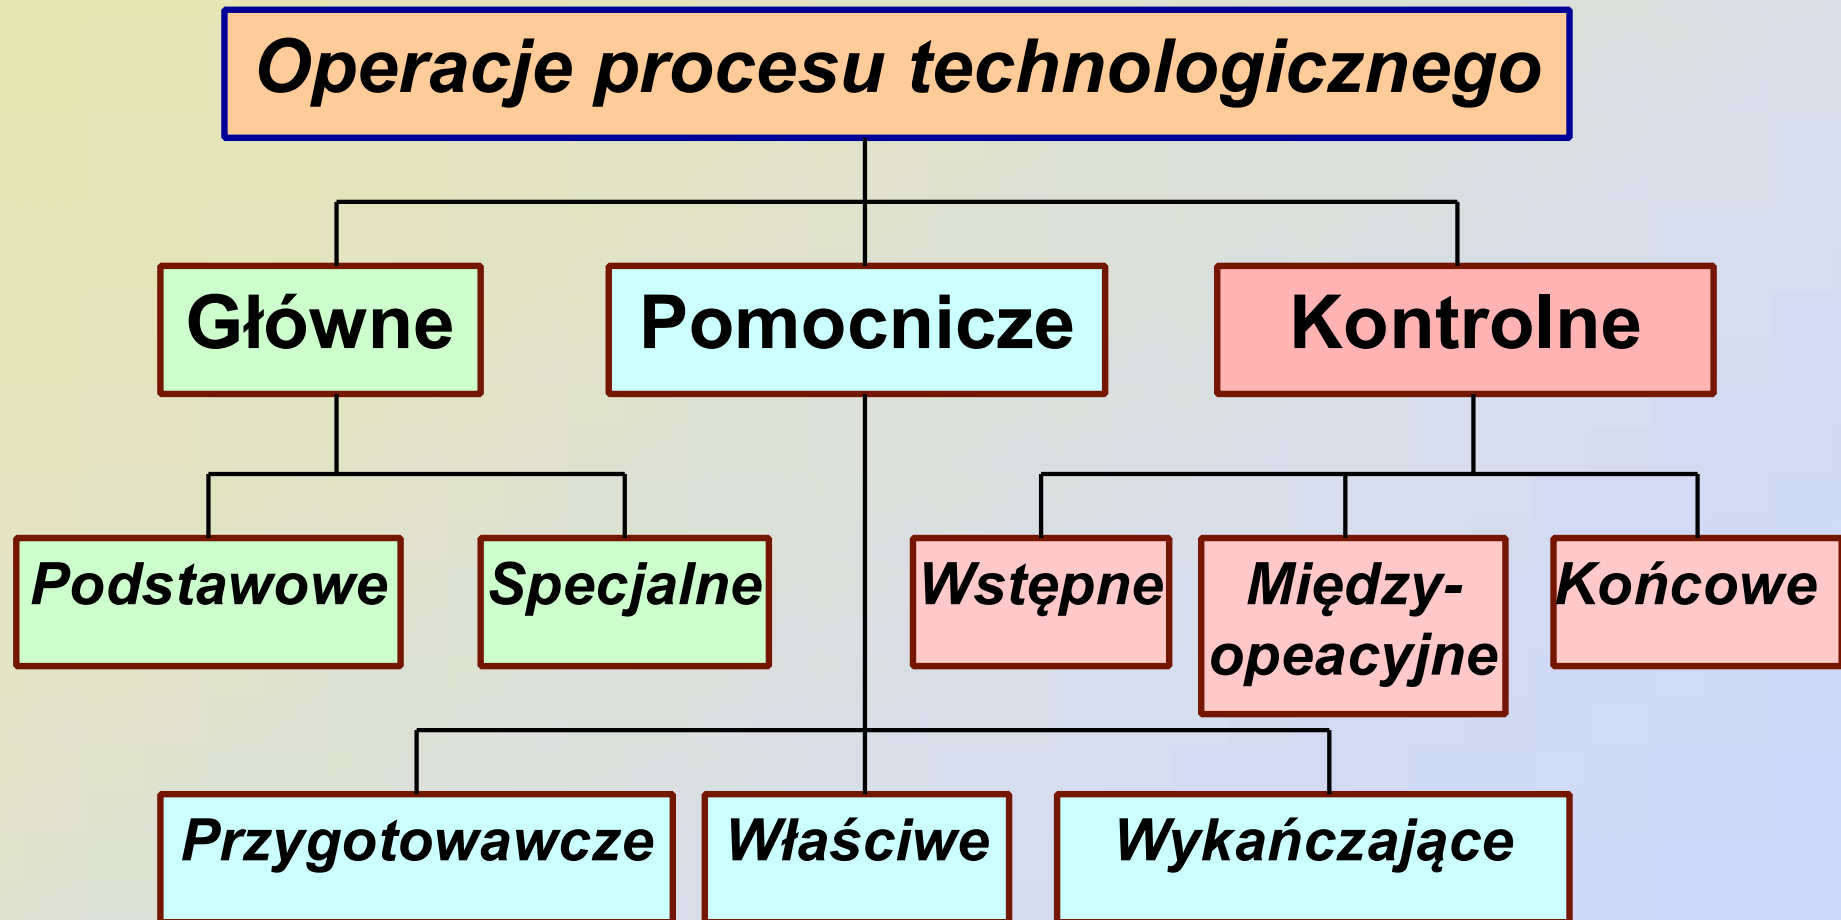 Operacje procesu technologicznego
Główne
Pomocnicze
Kontrolne
Podstawowe
Specjalne
Wstępne
Między-
opeacyjne
Końcowe
Przygotowawcze
Właściwe
Wykańczające